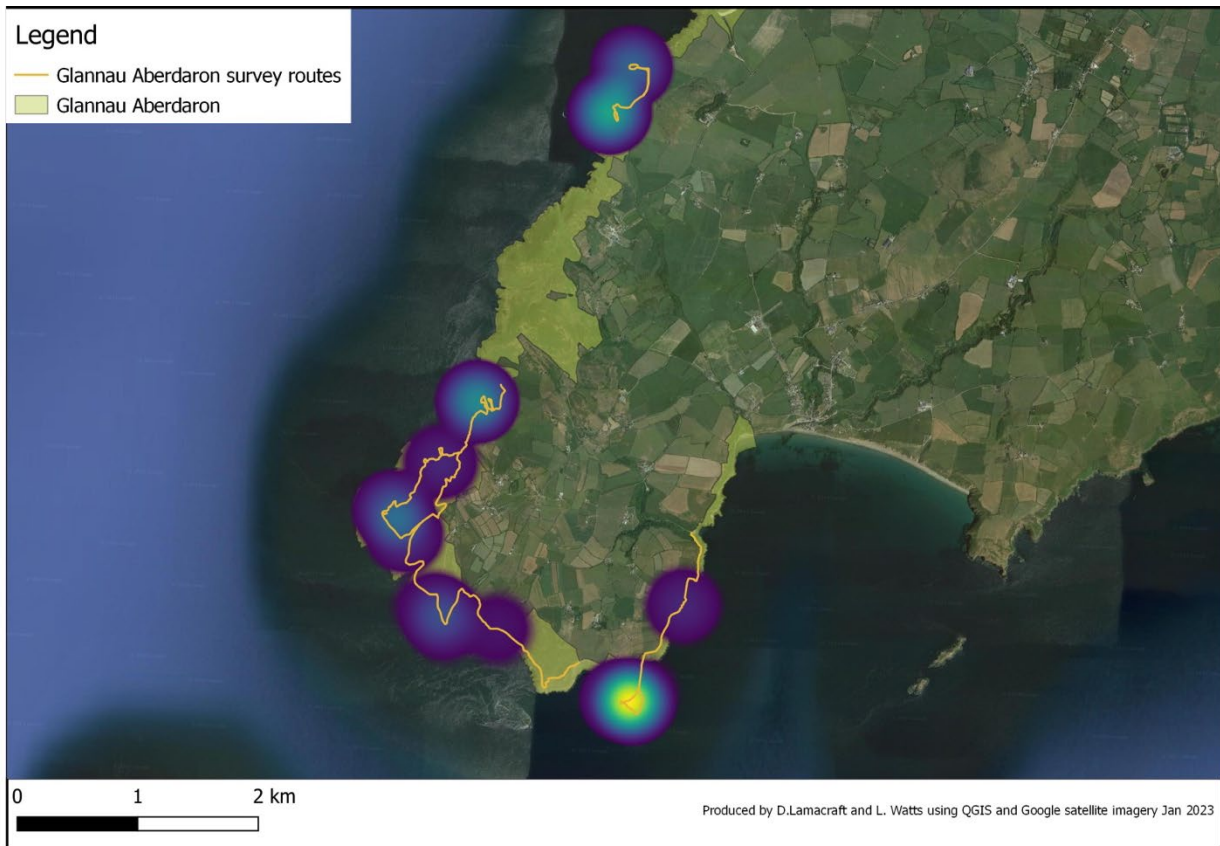 Legend
Glannau Aberdaron survey routes
Glannau Aberdaron
0 1 2 km
Produced by D.Lamacraft and L. Watts using QGIS and Google satellite imagery Jan 2023